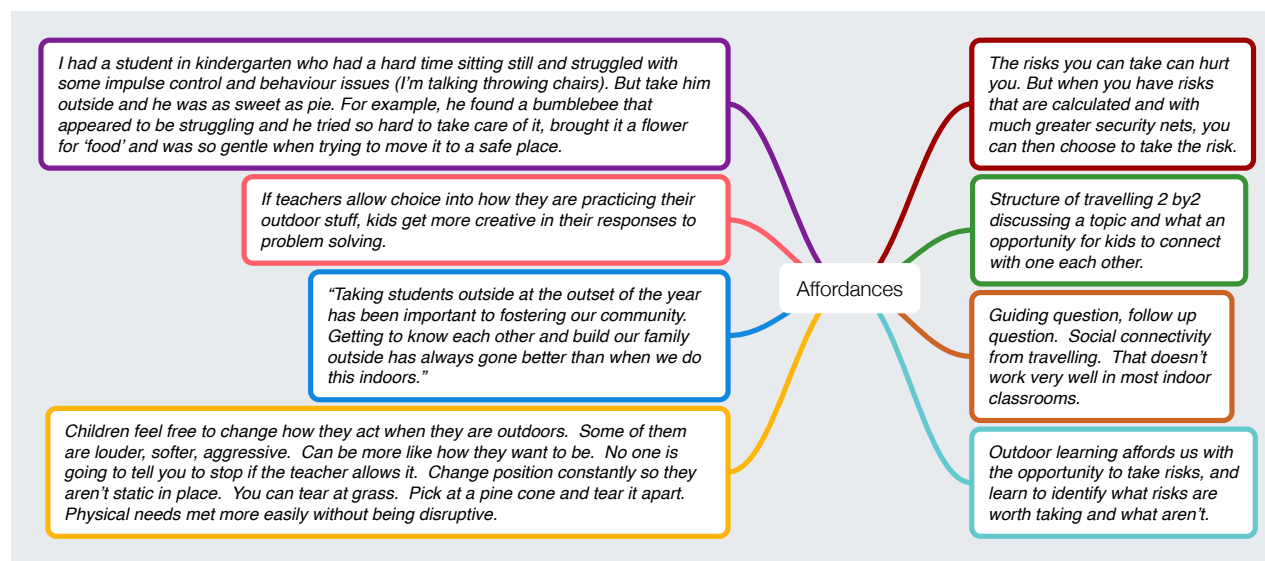 I had a student in kindergarten who had a hard time sitting still and struggled with
some impulse control and behaviour issues (I'm talking throwing chairs). But take him
outside and he was as sweet as pie. For example, he found a bumblebee that
appeared to be struggling and he tried so hard to take care of it, brought it a flower
for 'food' and was so gentle when trying to move it to a safe place.
If teachers allow choice into how they are practicing their
outdoor stuff, kids get more creative in their responses to
problem solving.
“Taking students outside at the outset of the year
has been important to fostering our community.
Getting to know each other and build our family
outside has always gone better than when we do
this indoors.”
Children feel free to change how they act when they are outdoors.  Some of them
are louder, softer, aggressive.  Can be more like how they want to be.  No one is
going to tell you to stop if the teacher allows it.  Change position constantly so they
aren't static in place.  You can tear at grass.  Pick at a pine cone and tear it apart.
Physical needs met more easily without being disruptive.
Affordances
The risks you can take can hurt
you. But when you have risks
that are calculated and with
much greater security nets, you
can then choose to take the risk.
Structure of travelling 2 by2
discussing a topic and what an
opportunity for kids to connect
with one each other.
Guiding question, follow up
question.  Social connectivity
from travelling.  That doesn't
work very well in most indoor
classrooms.
Outdoor learning affords us with
the opportunity to take risks, and
learn to identify what risks are
worth taking and what aren't.